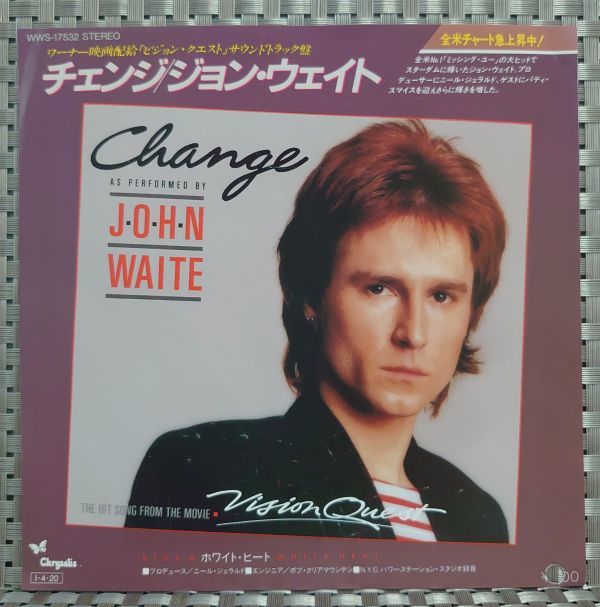 WWS-17532 STEREO
ワーナー映画配給「ビジョン・クエスト」サウンドトラック盤
チェンジ/ジョン・ウェイト
全米チャート急上昇中!
全米No.1「ミッシング・ユー」の大ヒットで
スターダムに輝いたジョン・ウェイト。プロ
デューサーにニール・ジェラルド、ゲストにパティ・
スマイスを迎えさらに輝きを増した。
Change
AS PERFORMED BY
J·O·H·N
WAITE
THE HIT SONG FROM THE MOVIE ▪ Vision Quest
SIDE B ホワイト・ヒート WHITE HEAT
■プロデュース/ニール・ジェラルド■エンジニア/ボブ・クリアマウンテン■N.Y.C.パワーステーション・スタジオ録音
Chrysalis
I·4·20